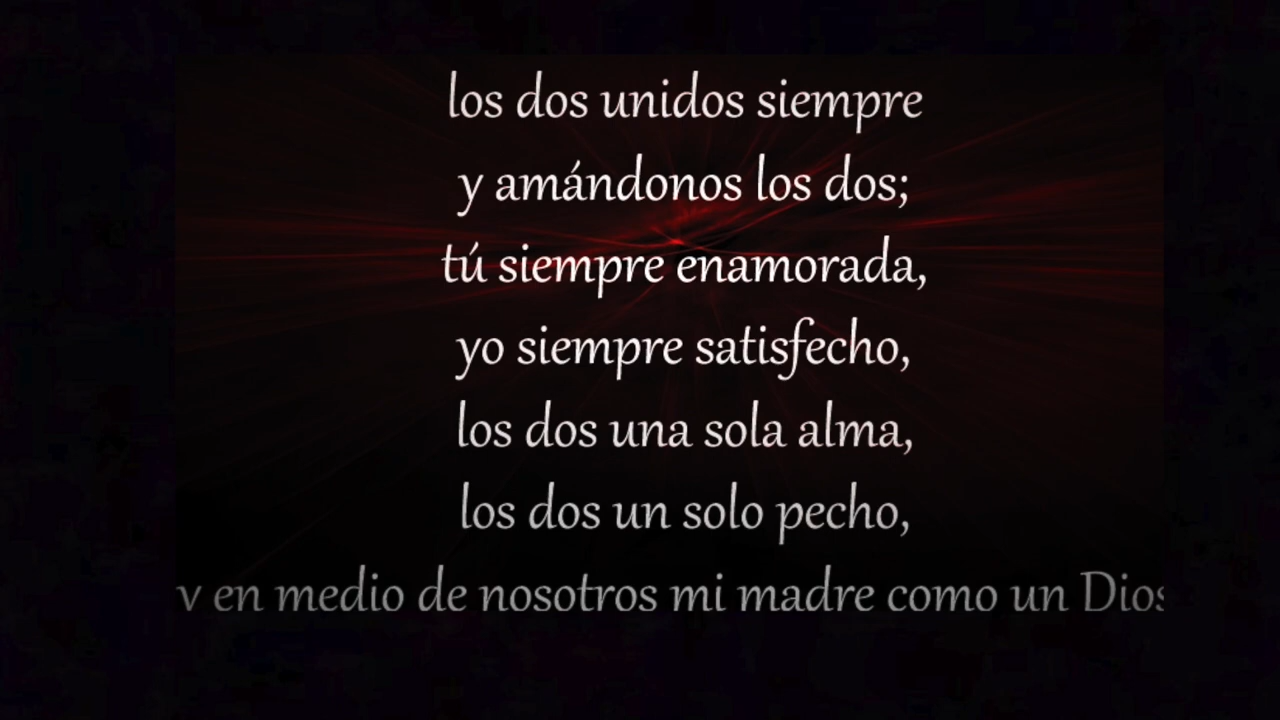 los dos unidos siempre
y amándonos los dos;
tú siempre enamorada,
yo siempre satisfecho,
los dos una sola alma,
los dos un solo pecho,
y en medio de nosotros mi madre como un Dios